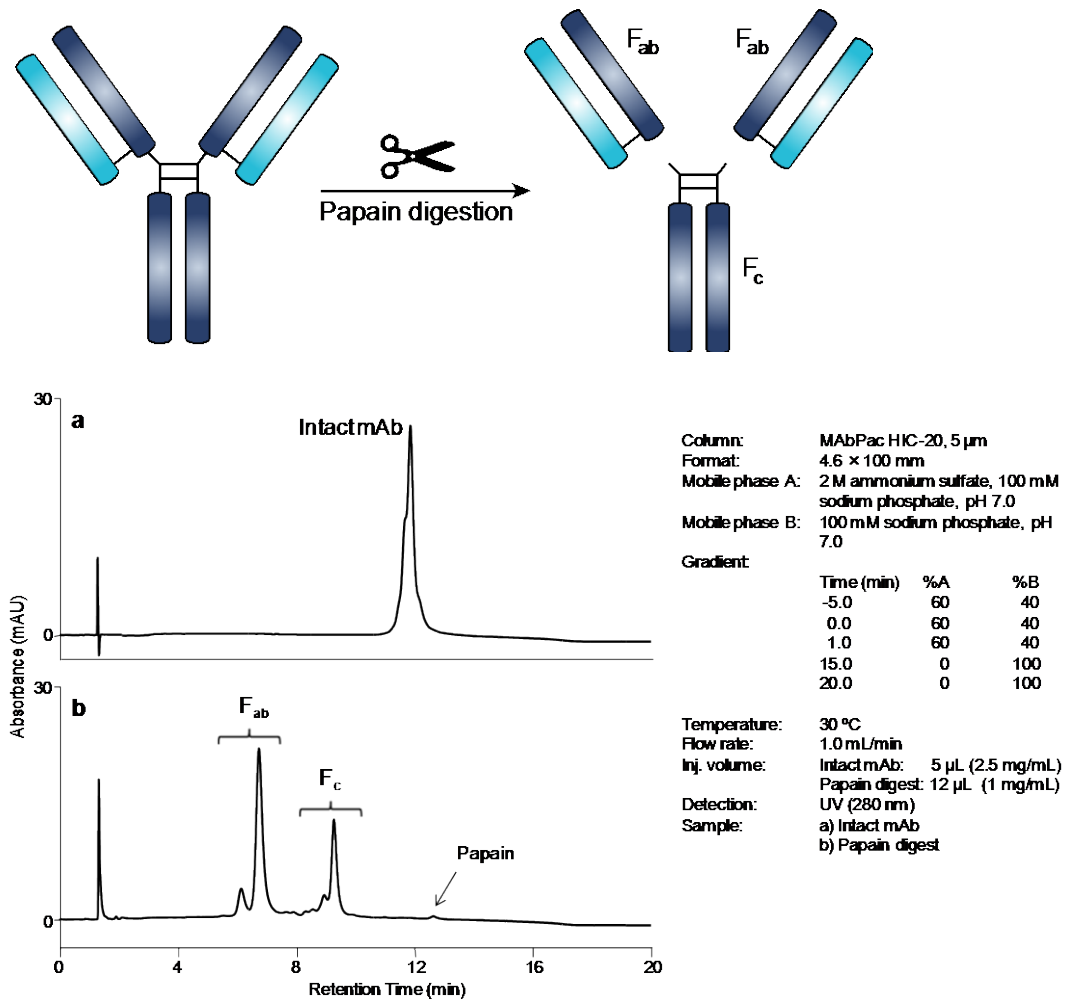 Fab
Fab
Papain digestion
Fc
30
a
Intact mAb
0
Absorbance (mAU)
30
b
Fab
Fc
Papain
0
0 4 8 12 16 20
Retention Time (min)
Column: MAbPac HIC-20, 5 µm
Format: 4.6 × 100 mm
Mobile phase A: 2 M ammonium sulfate, 100 mM
sodium phosphate, pH 7.0
Mobile phase B: 100 mM sodium phosphate, pH
7.0
Gradient:
Time (min) %A %B
-5.0 60 40
0.0 60 40
1.0 60 40
15.0 0 100
20.0 0 100
Temperature: 30 ºC
Flow rate: 1.0 mL/min
Inj. volume: Intact mAb: 5 µL (2.5 mg/mL)
Papain digest: 12 µL (1 mg/mL)
Detection: UV (280 nm)
Sample: a) Intact mAb
b) Papain digest